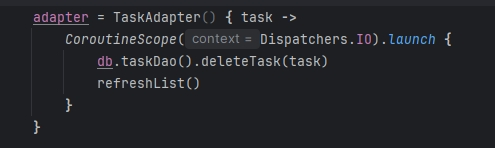 adapter = TaskAdapter() { task ->
CoroutineScope( context = Dispatchers.IO).launch {
db.taskDao().deleteTask(task)
refreshList()
}
}